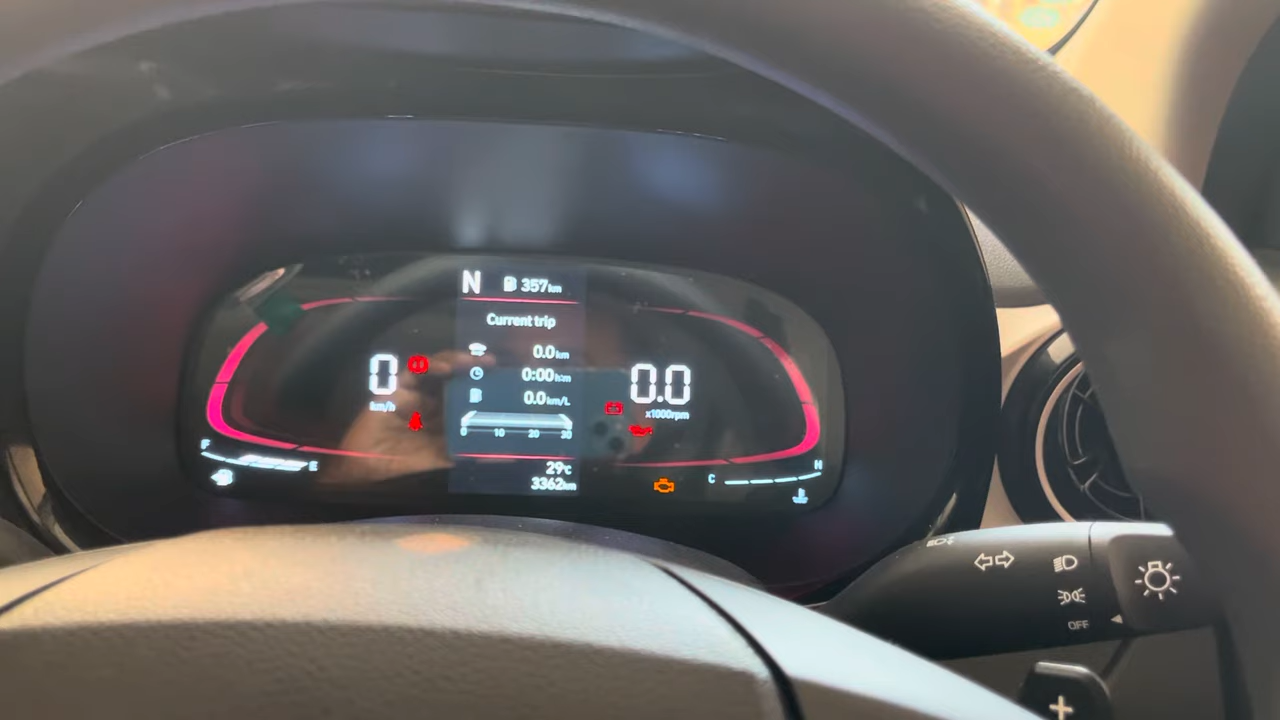 N 357km
Current trip
0.0km
0:00h:m
0.0km/L
0 10 20 30
29℃
3362km
0
km/h
0.0
x1000rpm
F E
C H
OFF
+